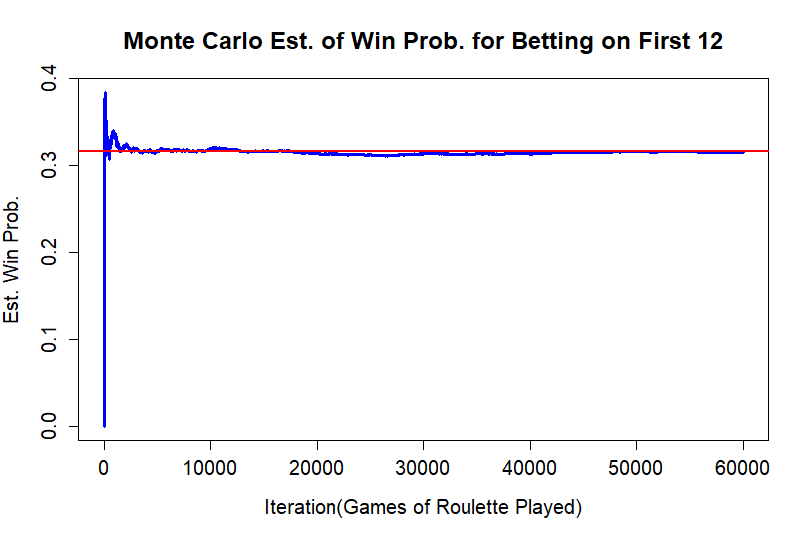 Monte Carlo Est. of Win Prob. for Betting on First 12
0.4
0.3
0.2
0.1
0.0
Est. Win Prob.
0 10000 20000 30000 40000 50000 60000
Iteration(Games of Roulette Played)